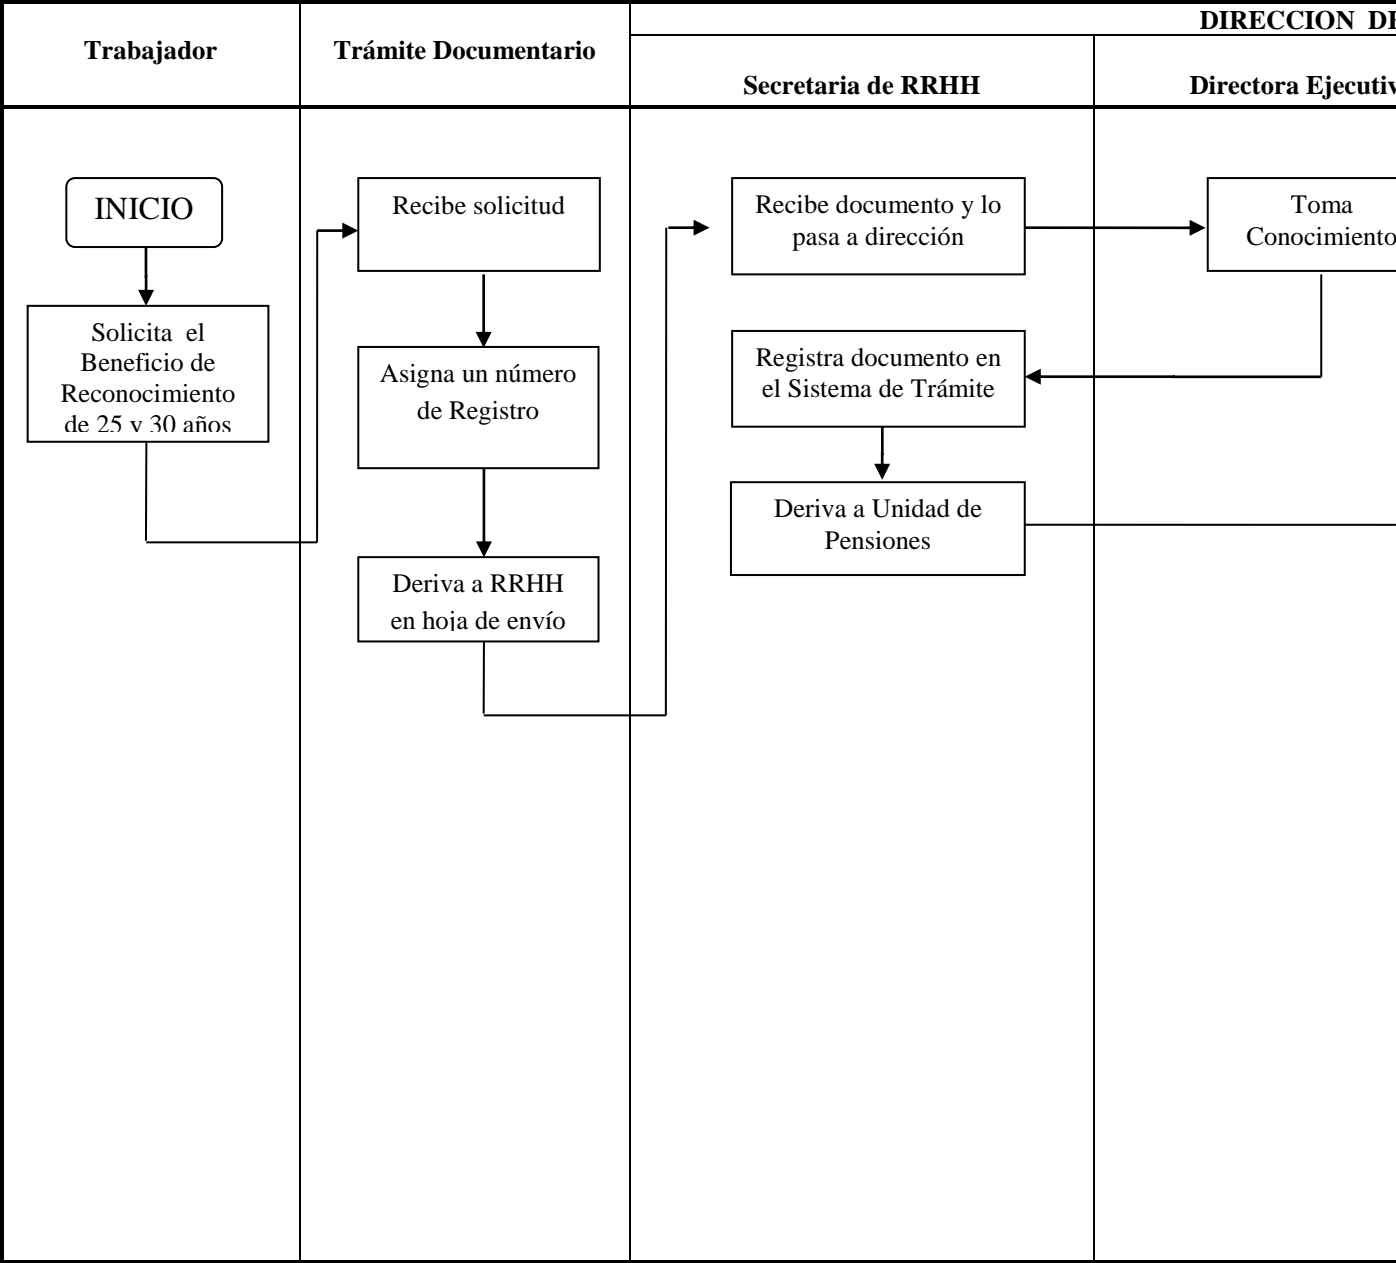 DIRECCION DE
Trabajador
Trámite Documentario
Secretaria de RRHH
Directora Ejecutiv
INICIO
Solicita el
Beneficio de
Reconocimiento
de 25 y 30 años
Recibe solicitud
Asigna un número
de Registro
Deriva a RRHH
en hoja de envío
Recibe documento y lo
pasa a dirección
Registra documento en
el Sistema de Trámite
Deriva a Unidad de
Pensiones
Toma
Conocimiento